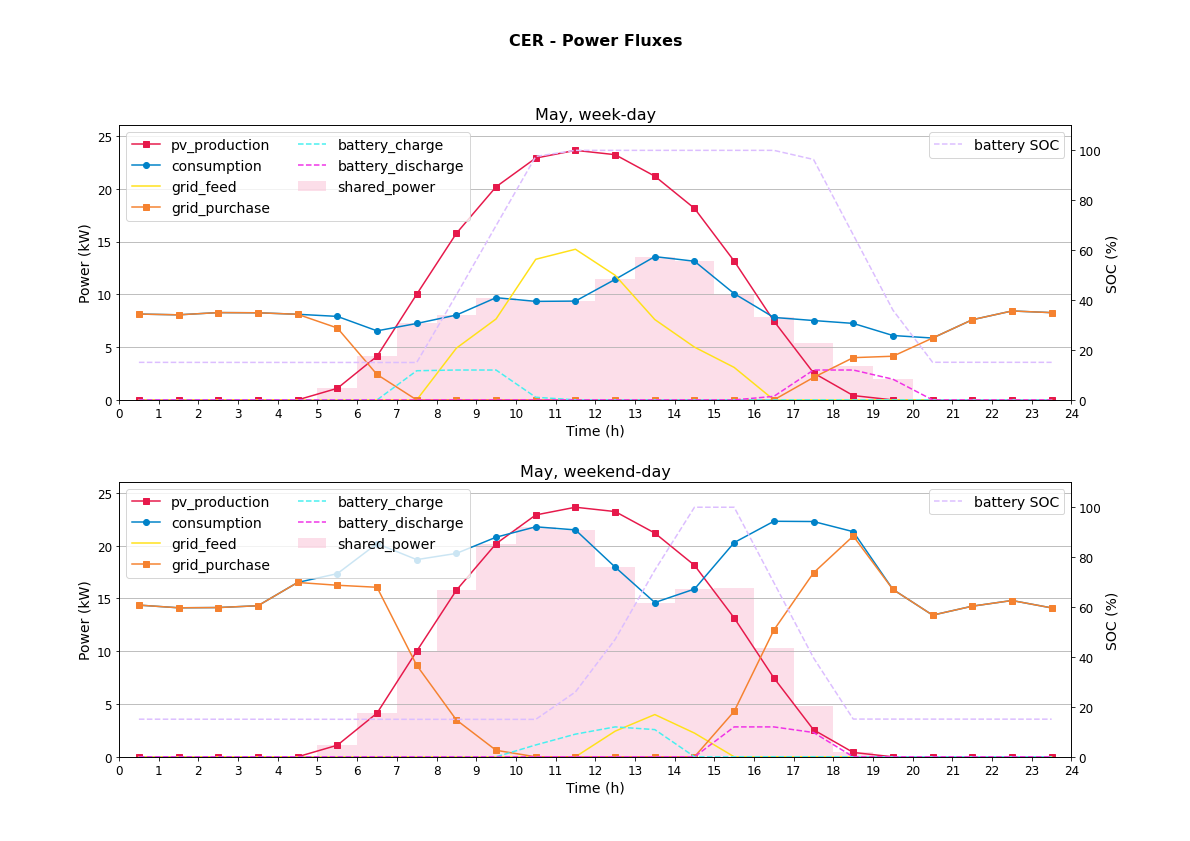 CER - Power Fluxes
May, week-day
pv_production
consumption
grid_feed
grid_purchase
battery_charge
battery_discharge
shared_power
battery SOC
25
20
15
10
5
0
Power (kW)
100
80
60
40
20
0
SOC (%)
0 1 2 3 4 5 6 7 8 9 10 11 12 13 14 15 16 17 18 19 20 21 22 23 24
Time (h)
May, weekend-day
pv_production
consumption
grid_feed
grid_purchase
battery_charge
battery_discharge
shared_power
battery SOC
25
20
15
10
5
0
Power (kW)
100
80
60
40
20
0
SOC (%)
0 1 2 3 4 5 6 7 8 9 10 11 12 13 14 15 16 17 18 19 20 21 22 23 24
Time (h)